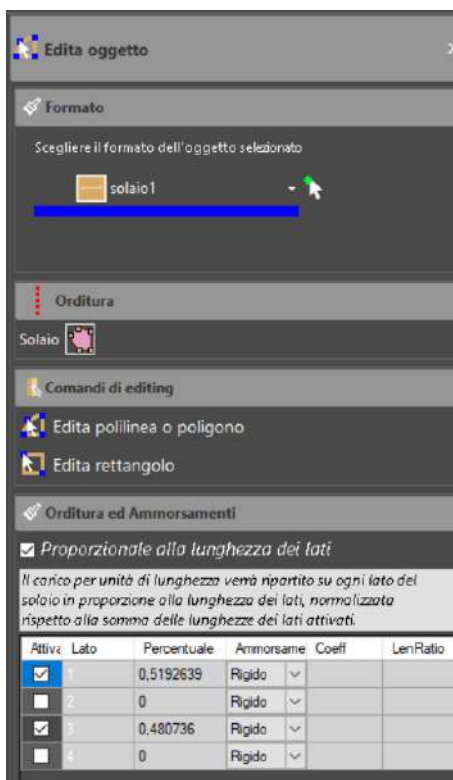 Edita oggetto
Formato
Scegliere il formato dell'oggetto selezionato
solaio1
Orditura
Solaio
Comandi di editing
Edita polilinea o poligono
Edita rettangolo
Orditura ed Ammorsamenti
Proporzionale alla lunghezza dei lati
Il carico per unità di lunghezza verrà ripartito su ogni lato del
solaio in proporzione alla lunghezza dei lati, normalizzata
rispetto alla somma delle lunghezze dei lati attivati.
Attiva Lato Percentuale Ammorsame Coeff LenRatio
1 0,5192639 Rigido
2 0 Rigido
3 0,480736 Rigido
4 0 Rigido